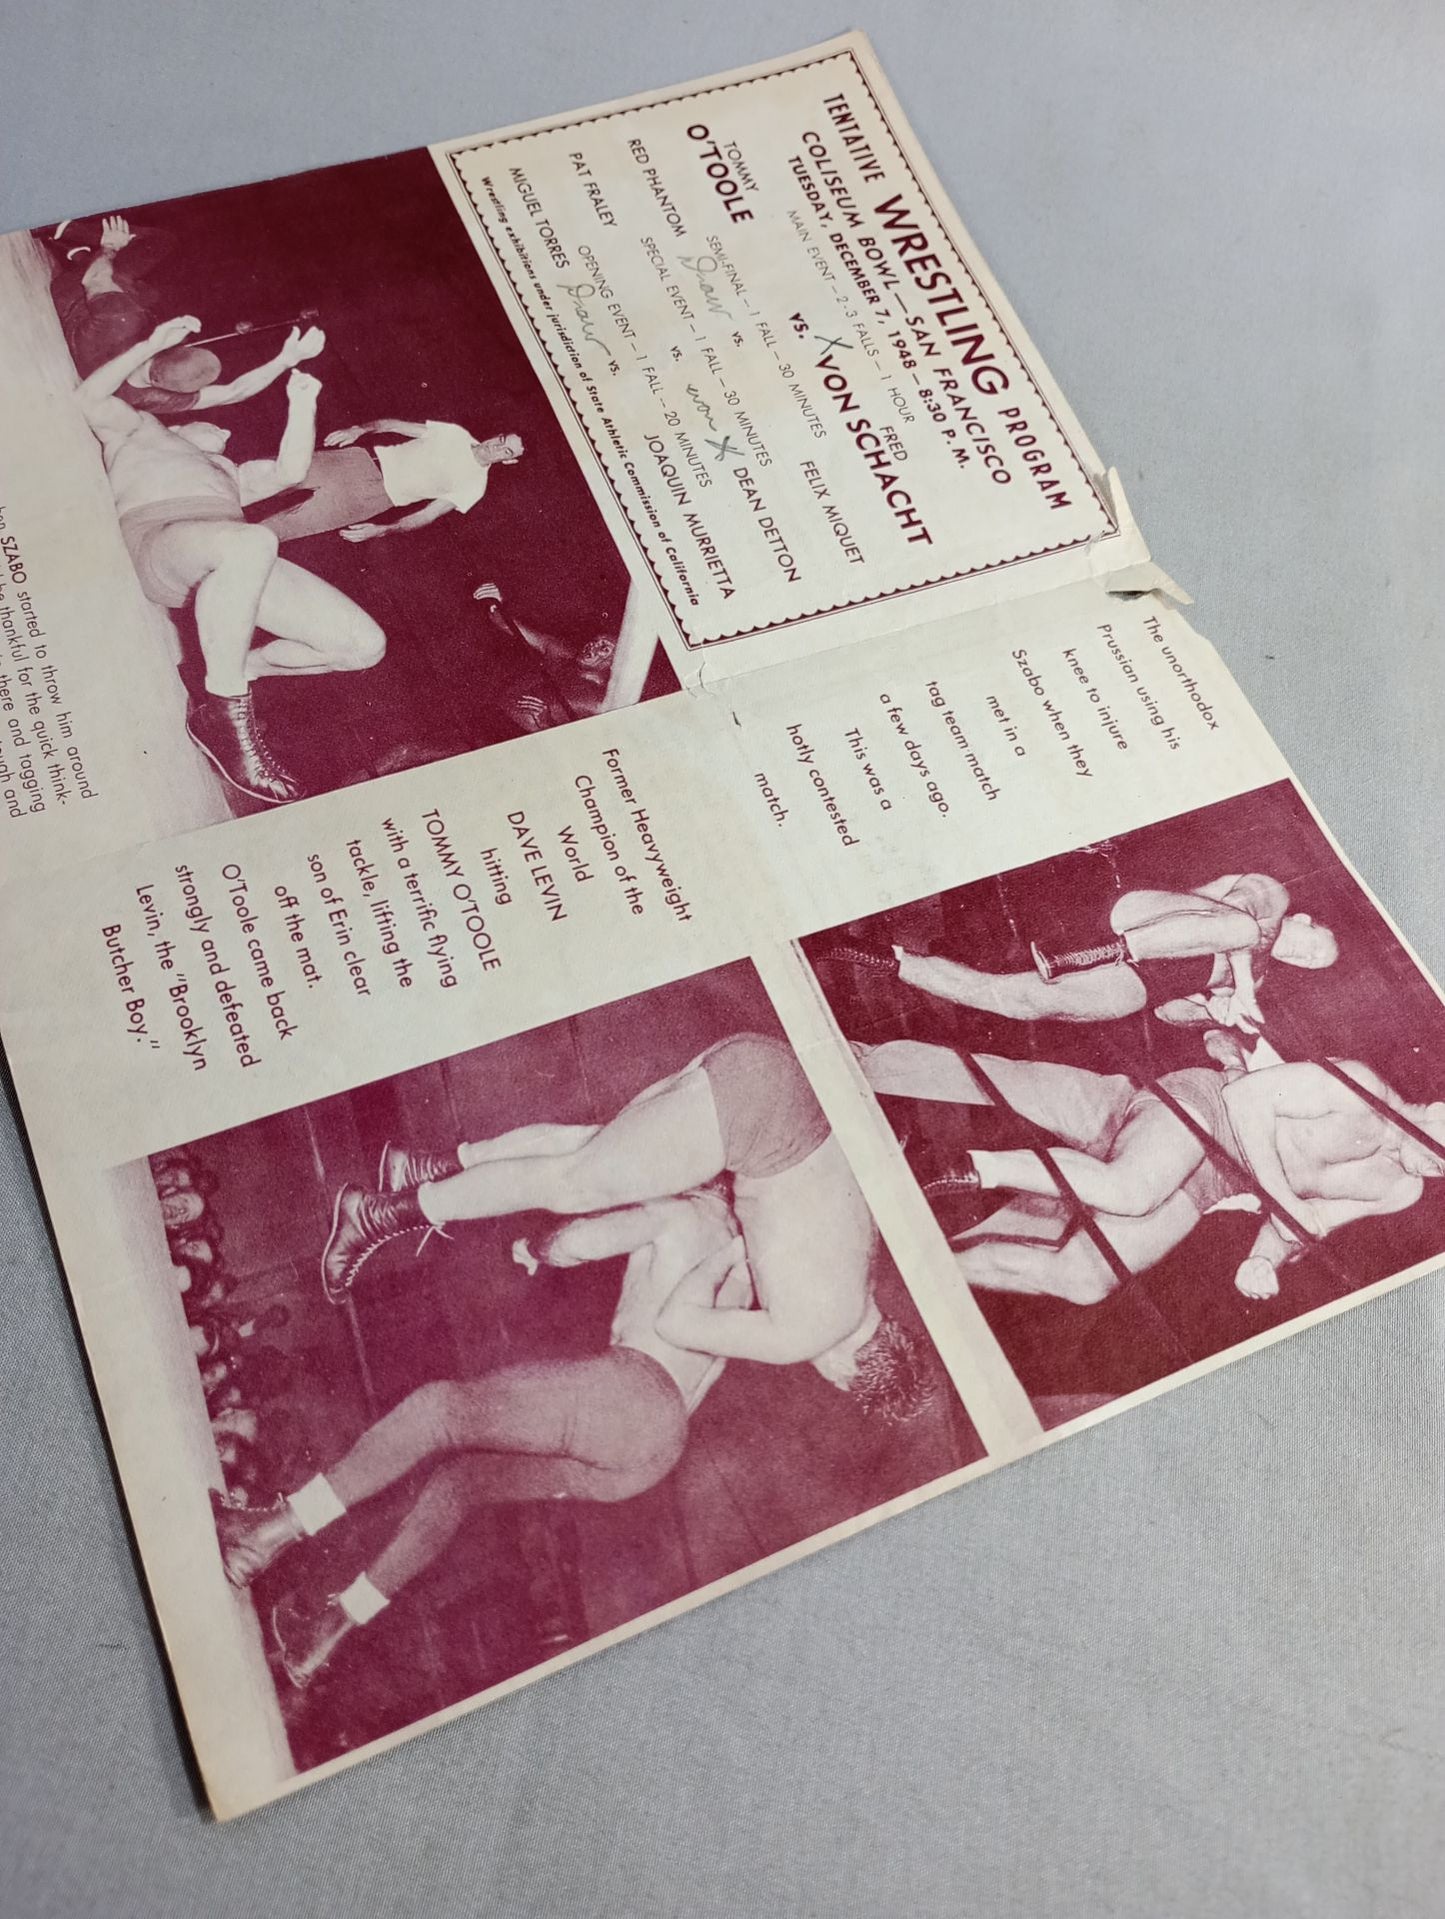 TENTATIVE WRESTLING PROGRAM
COLISEUM BOWL — SAN FRANCISCO
TUESDAY, DECEMBER 7, 1948 — 8:30 P. M.
MAIN EVENT — 2-3 FALLS — 1 HOUR
TOMMY FRED
O'TOOLE vs. X VON SCHACHT
SEMI-FINAL — 1 FALL — 30 MINUTES
RED PHANTOM Draw vs. FELIX MIQUET
SPECIAL EVENT — 1 FALL — 30 MINUTES
PAT FRALEY vs. won X DEAN DETTON
OPENING EVENT — 1 FALL — 20 MINUTES
MIGUEL TORRES Draw vs. JOAQUIN MURRIETTA
Wrestling exhibitions under jurisdiction of State Athletic Commission of California
SZABO started to throw him around
be thankful for the quick think-
there and tagging
and
The unorthodox
Prussian using his
knee to injure
Szabo when they
met in a
tag team match
a few days ago.
This was a
hotly contested
match.
Former Heavyweight
Champion of the
World
DAVE LEVIN
hitting
TOMMY O'TOOLE
with a terrific flying
tackle, lifting the
son of Erin clear
off the mat.
O'Toole came back
strongly and defeated
Levin, the "Brooklyn
Butcher Boy."